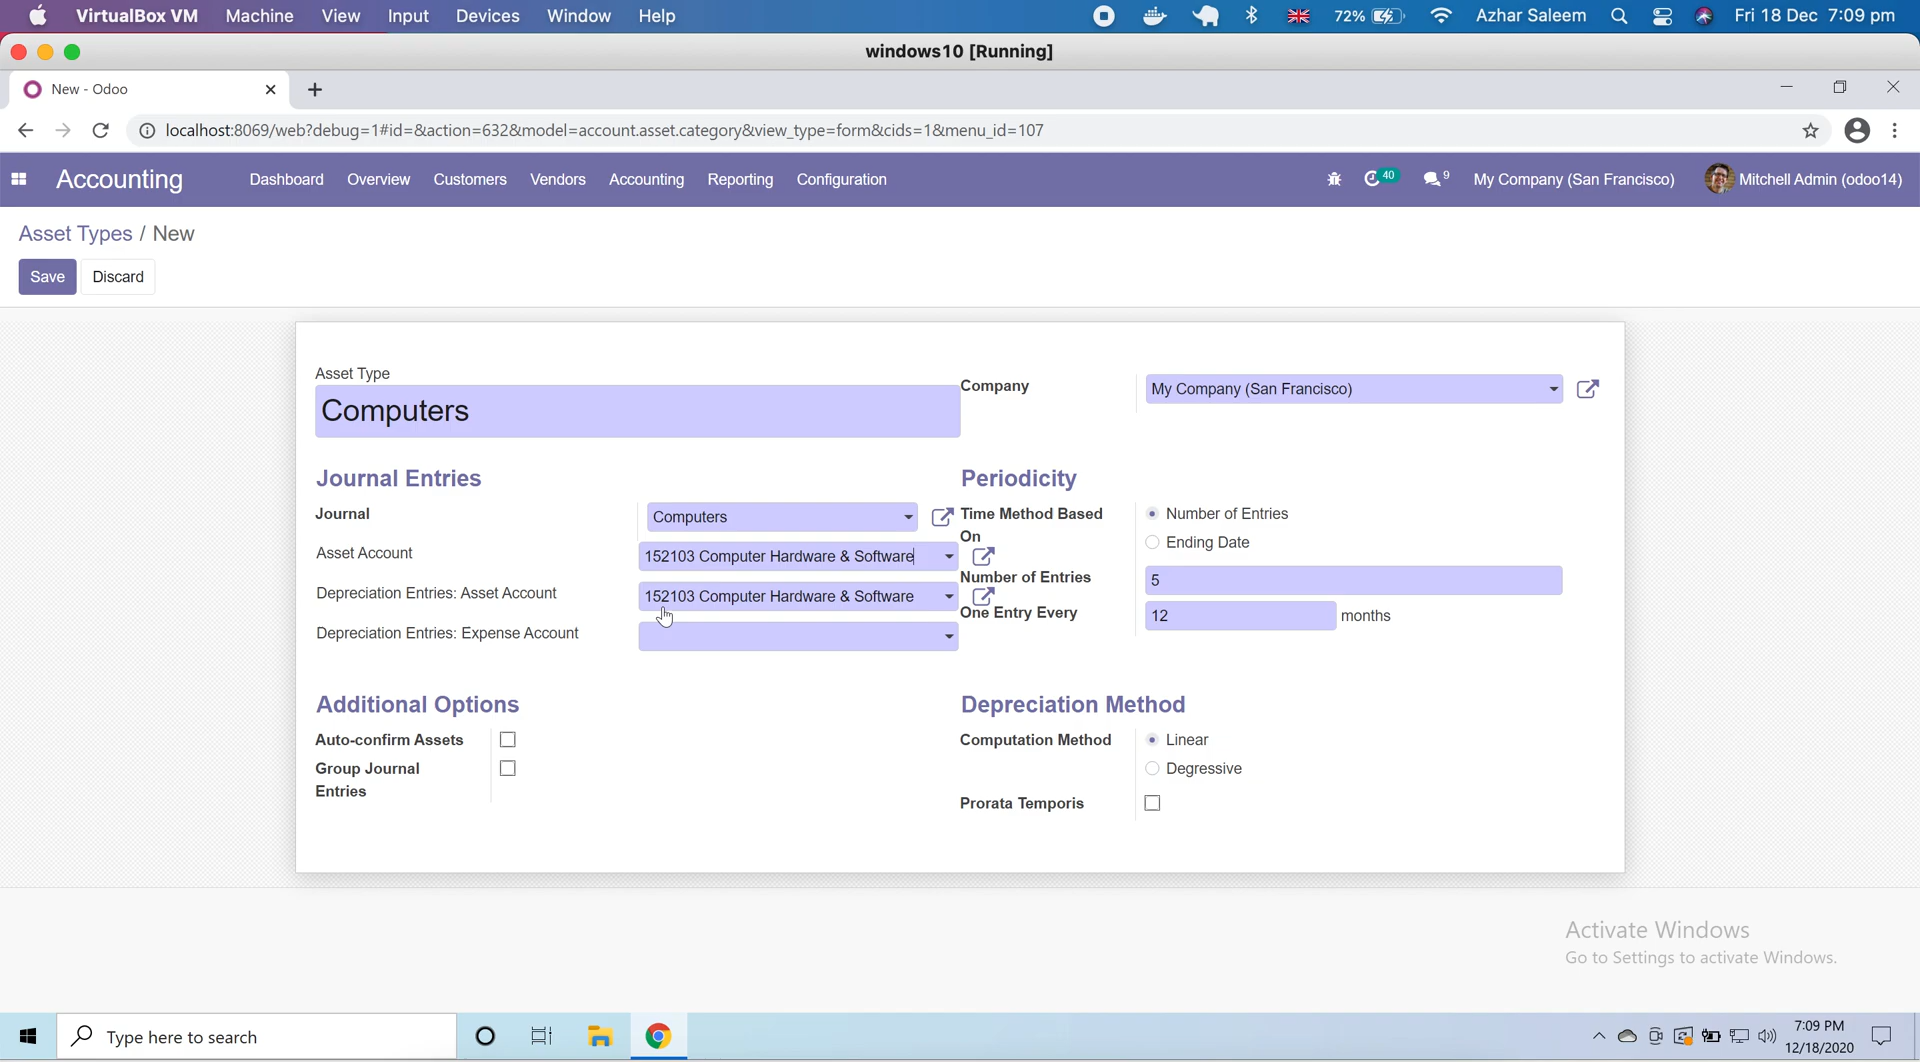 VirtualBox VM Machine View Input Devices Window Help 72% Azhar Saleem Fri 18 Dec 7:09 pm
windows10 [Running]
New - Odoo
localhost:8069/web?debug=1#id=&action=632&model=account.asset.category&view_type=form&cids=1&menu_id=107
Accounting Dashboard Overview Customers Vendors Accounting Reporting Configuration 40 9 My Company (San Francisco) Mitchell Admin (odoo14)
Asset Types / New
Save Discard
Asset Type
Computers
Company My Company (San Francisco)
Journal Entries
Journal Computers
Asset Account 152103 Computer Hardware & Software
Depreciation Entries: Asset Account 152103 Computer Hardware & Software
Depreciation Entries: Expense Account
Periodicity
Time Method Based Number of Entries
On
Ending Date
Number of Entries 5
One Entry Every 12 months
Additional Options
Auto-confirm Assets
Group Journal
Entries
Depreciation Method
Computation Method Linear
Degressive
Prorata Temporis
Activate Windows
Go to Settings to activate Windows.
Type here to search
7:09 PM
12/18/2020